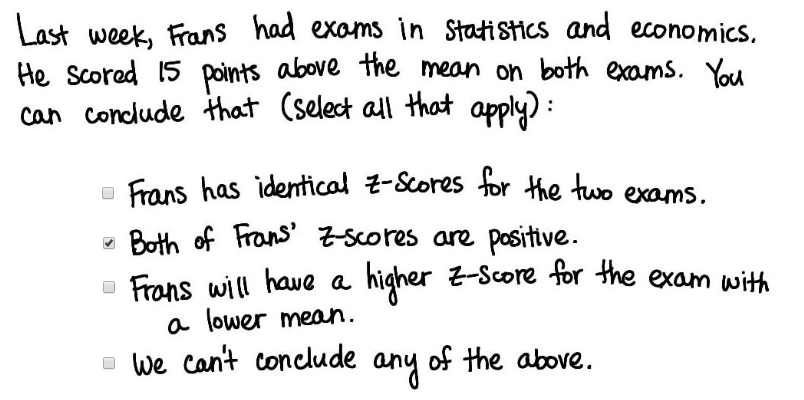 Last week, Frans had exams in Statistics and economics.
He scored 15 points above the mean on both exams. You
can conclude that (select all that apply):
Frans has identical z-scores for the two exams.
Both of Frans' z-scores are positive.
Frans will have a higher z-score for the exam with
a lower mean.
We can't conclude any of the above.